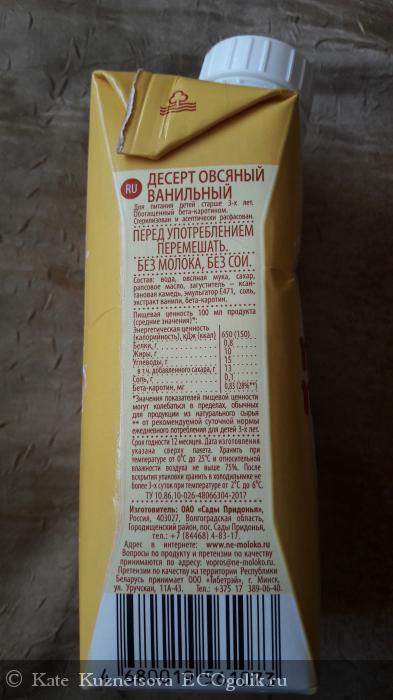 RU
ДЕСЕРТ ОВСЯНЫЙ
ВАНИЛЬНЫЙ
Для питания детей старше 3-х лет.
Обогащенный бета-каротином.
Стерилизован и асептически расфасован.
ПЕРЕД УПОТРЕБЛЕНИЕМ
ПЕРЕМЕШАТЬ.
БЕЗ МОЛОКА, БЕЗ СОИ.
Состав: вода, овсяная мука, сахар,
рапсовое масло, загуститель – ксан-
тановая камедь, эмульгатор Е471, соль,
экстракт ванили, бета-каротин.
Пищевая ценность 100 мл продукта
(средние значения)*:
Энергетическая ценность
(калорийность), кДж (ккал) 650 (150)
Белки, г 0,8
Жиры, г 10
Углеводы, г 15
в т.ч. добавленного сахара, г 13
Соль, г 0,1
Бета-каротин, мг 0,83 (28%**)
*Значения показателей пищевой ценности
могут колебаться в пределах, обычных
для продукции из натурального сырья
** от рекомендуемой суточной нормы
ежедневного потребления для детей 3-х лет.
Срок годности 12 месяцев. Дата изготовления
указана сверху пакета. Хранить при
температуре от 0°С до 25°С и относительной
влажности воздуха не выше 75%. После
вскрытия упаковки хранить в холодильнике не
более 3-х суток при температуре от 2°С до 6°С.
ТУ 10.86.10-026-48066304-2017
Изготовитель: ОАО «Сады Придонья»,
Россия, 403027, Волгоградская область,
Городищенский район, пос. Сады Придонья,
тел.: +7 (84468) 4-83-17.
Адрес в интернете: www.ne-moloko.ru
Вопросы по продукту и претензии по качеству
принимаются по адресу: vopros@ne-moloko.ru,
Претензии по качеству на территории Республики
Беларусь принимает ООО «Тибетрэй», г. Минск,
ул. Уручская, 11А-43. Тел.: +375 17 389-06-40.
© Kate Kuznetsova ECOgolik.ru